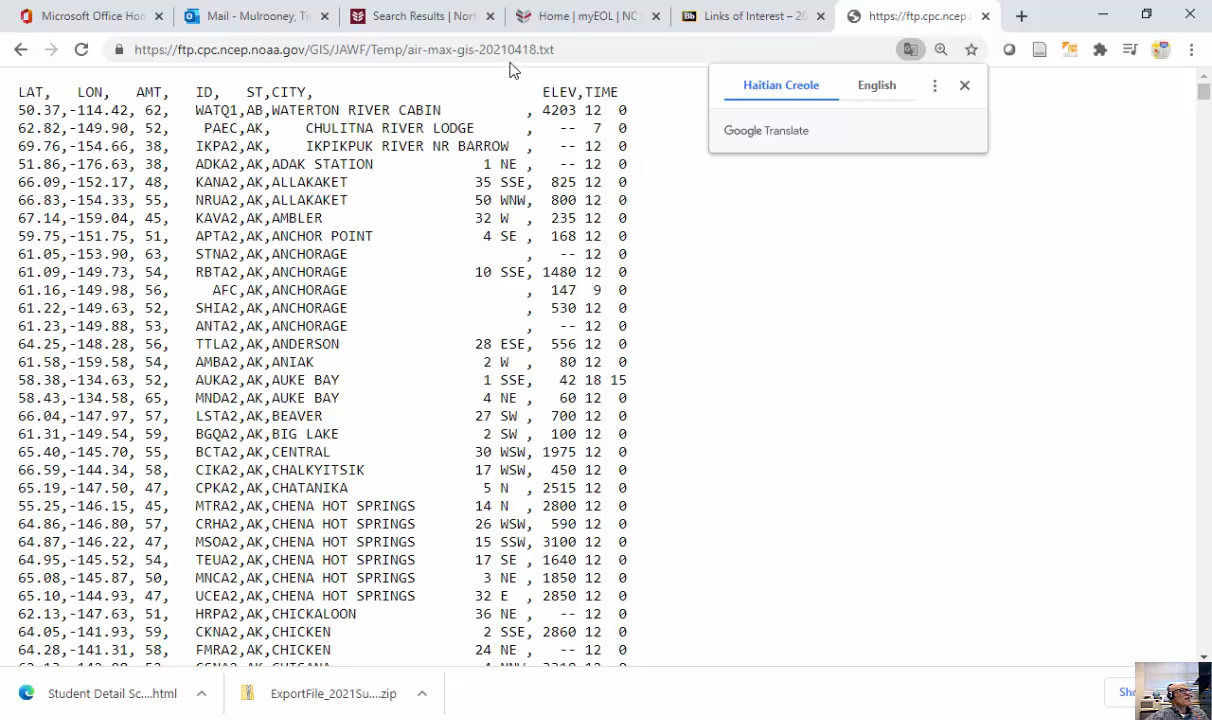 Microsoft Office Hom
Mail - Mulrooney, Ti
Search Results | Nort
Home | myEOL | NC
Links of Interest – 20
https://ftp.cpc.ncep.
https://ftp.cpc.ncep.noaa.gov/GIS/JAWF/Temp/air-max-gis-20210418.txt
Haitian Creole English
Google Translate
LAT, LON, AMT, ID, ST,CITY, ELEV,TIME
50.37,-114.42, 62, WATQ1,AB,WATERTON RIVER CABIN , 4203 12 0
62.82,-149.90, 52, PAEC,AK, CHULITNA RIVER LODGE , -- 7 0
69.76,-154.66, 38, IKPA2,AK, IKPIKPUK RIVER NR BARROW , -- 12 0
51.86,-176.63, 38, ADKA2,AK,ADAK STATION 1 NE , -- 12 0
66.09,-152.17, 48, KANA2,AK,ALLAKAKET 35 SSE, 825 12 0
66.83,-154.33, 55, NRUA2,AK,ALLAKAKET 50 WNW, 800 12 0
67.14,-159.04, 45, KAVA2,AK,AMBLER 32 W , 235 12 0
59.75,-151.75, 51, APTA2,AK,ANCHOR POINT 4 SE , 168 12 0
61.05,-153.90, 63, STNA2,AK,ANCHORAGE , -- 12 0
61.09,-149.73, 54, RBTA2,AK,ANCHORAGE 10 SSE, 1480 12 0
61.16,-149.98, 56, AFC,AK,ANCHORAGE , 147 9 0
61.22,-149.63, 52, SHIA2,AK,ANCHORAGE , 530 12 0
61.23,-149.88, 53, ANTA2,AK,ANCHORAGE , -- 12 0
64.25,-148.28, 56, TTLA2,AK,ANDERSON 28 ESE, 556 12 0
61.58,-159.58, 54, AMBA2,AK,ANIAK 2 W , 80 12 0
58.38,-134.63, 52, AUKA2,AK,AUKE BAY 1 SSE, 42 18 15
58.43,-134.58, 65, MNDA2,AK,AUKE BAY 4 NE , 60 12 0
66.04,-147.97, 57, LSTA2,AK,BEAVER 27 SW , 700 12 0
61.31,-149.54, 59, BGQA2,AK,BIG LAKE 2 SW , 100 12 0
65.40,-145.70, 55, BCTA2,AK,CENTRAL 30 WSW, 1975 12 0
66.59,-144.34, 58, CIKA2,AK,CHALKYITSIK 17 WSW, 450 12 0
65.19,-147.50, 47, CPKA2,AK,CHATANIKA 5 N , 2515 12 0
55.25,-146.15, 45, MTRA2,AK,CHENA HOT SPRINGS 14 N , 2800 12 0
64.86,-146.80, 57, CRHA2,AK,CHENA HOT SPRINGS 26 WSW, 590 12 0
64.87,-146.22, 47, MSOA2,AK,CHENA HOT SPRINGS 15 SSW, 3100 12 0
64.95,-145.52, 54, TEUA2,AK,CHENA HOT SPRINGS 17 SE , 1640 12 0
65.08,-145.87, 50, MNCA2,AK,CHENA HOT SPRINGS 3 NE , 1850 12 0
65.10,-144.93, 47, UCEA2,AK,CHENA HOT SPRINGS 32 E , 2850 12 0
62.13,-147.63, 51, HRPA2,AK,CHICKALOON 36 NE , -- 12 0
64.05,-141.93, 59, CKNA2,AK,CHICKEN 2 SSE, 2860 12 0
64.28,-141.31, 58, FMRA2,AK,CHICKEN 24 NE , -- 12 0
Student Detail Sc....html
ExportFile_2021Su....zip